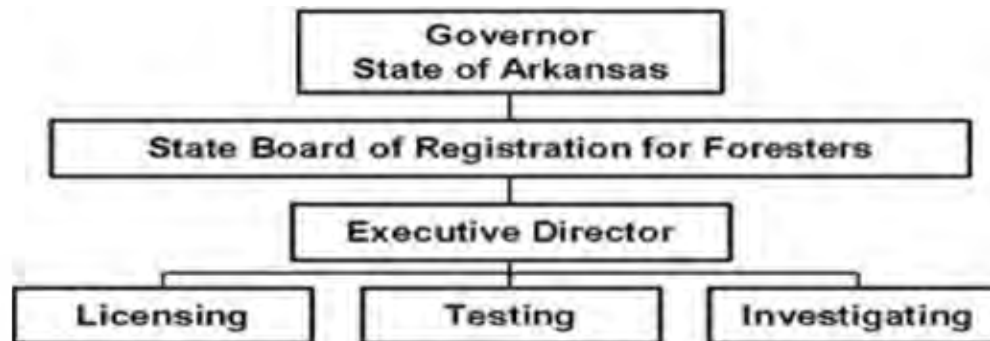 Governor
State of Arkansas
State Board of Registration for Foresters
Executive Director
Licensing
Testing
Investigating